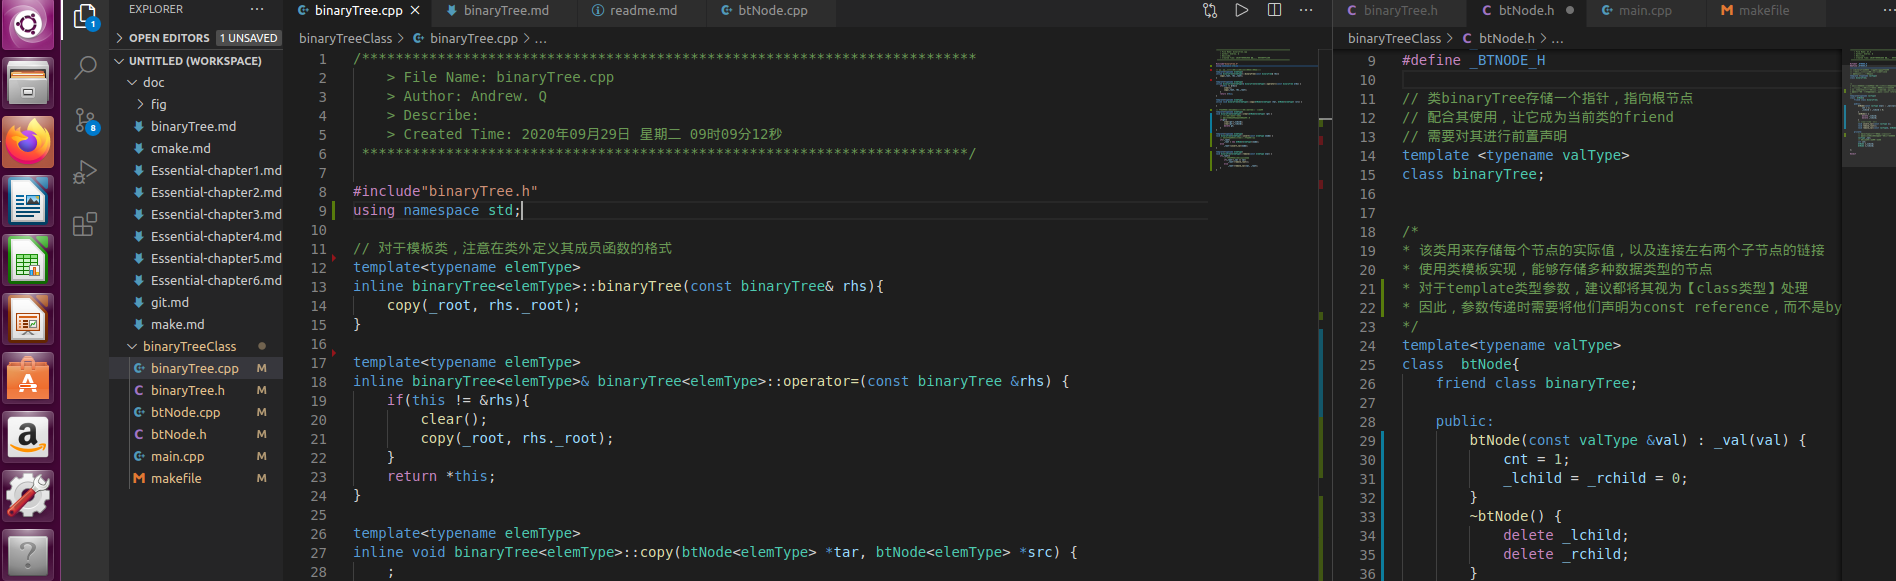 EXPLORER ···
OPEN EDITORS 1 UNSAVED
UNTITLED (WORKSPACE)
doc
fig
binaryTree.md
cmake.md
Essential-chapter1.md
Essential-chapter2.md
Essential-chapter3.md
Essential-chapter4.md
Essential-chapter5.md
Essential-chapter6.md
git.md
make.md
binaryTreeClass
binaryTree.cpp M
binaryTree.h M
btNode.cpp M
btNode.h M
main.cpp M
makefile M
1
8
binaryTree.cpp binaryTree.md readme.md btNode.cpp
binaryTreeClass > binaryTree.cpp > ...
1 /*************************************************************************
2 > File Name: binaryTree.cpp
3 > Author: Andrew. Q
4 > Describe:
5 > Created Time: 2020年09月29日 星期二 09时09分12秒
6 ************************************************************************/
7
8 #include"binaryTree.h"
9 using namespace std;
10
11 // 对于模板类，注意在类外定义其成员函数的格式
12 template<typename elemType>
13 inline binaryTree<elemType>::binaryTree(const binaryTree& rhs){
14 copy(_root, rhs._root);
15 }
16
17 template<typename elemType>
18 inline binaryTree<elemType>& binaryTree<elemType>::operator=(const binaryTree &rhs) {
19 if(this != &rhs){
20 clear();
21 copy(_root, rhs._root);
22 }
23 return *this;
24 }
25
26 template<typename elemType>
27 inline void binaryTree<elemType>::copy(btNode<elemType> *tar, btNode<elemType> *src) {
28 ;
binaryTree.h btNode.h main.cpp makefile
binaryTreeClass > btNode.h > ...
9 #define _BTNODE_H
10
11 // 类binaryTree存储一个指针，指向根节点
12 // 配合其使用，让它成为当前类的friend
13 // 需要对其进行前置声明
14 template <typename valType>
15 class binaryTree;
16
17
18 /*
19 * 该类用来存储每个节点的实际值，以及连接左右两个子节点的链接
20 * 使用类模板实现，能够存储多种数据类型的节点
21 * 对于template类型参数，建议都将其视为【class类型】处理
22 * 因此，参数传递时需要将他们声明为const reference，而不是by
23 */
24 template<typename valType>
25 class btNode{
26 friend class binaryTree;
27
28 public:
29 btNode(const valType &val) : _val(val) {
30 cnt = 1;
31 _lchild = _rchild = 0;
32 }
33 ~btNode() {
34 delete _lchild;
35 delete _rchild;
36 }